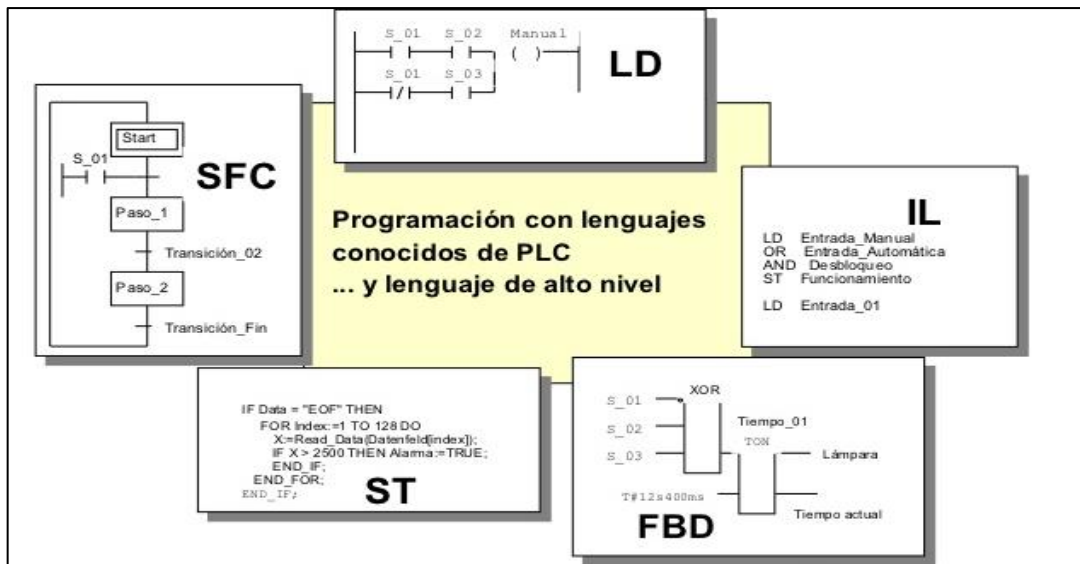 S_01 S_02 Manual
( )
S_01 S_03
LD
Start
S_01
SFC
Paso_1
Transición_02
Paso_2
Transición_Fin
Programación con lenguajes
conocidos de PLC
... y lenguaje de alto nivel
IL
LD Entrada_Manual
OR Entrada_Automática
AND Desbloqueo
ST Funcionamiento
LD Entrada_01
IF Data = "EOF" THEN
FOR Index:=1 TO 128 DO
X:=Read_Data(Datenfeld[index]);
IF X > 2500 THEN Alarma:=TRUE;
END_IF;
END_FOR;
END_IF;
ST
XOR
S_01
S_02
S_03
Tiempo_01
TON
Lámpara
T#12s400ms
Tiempo actual
FBD